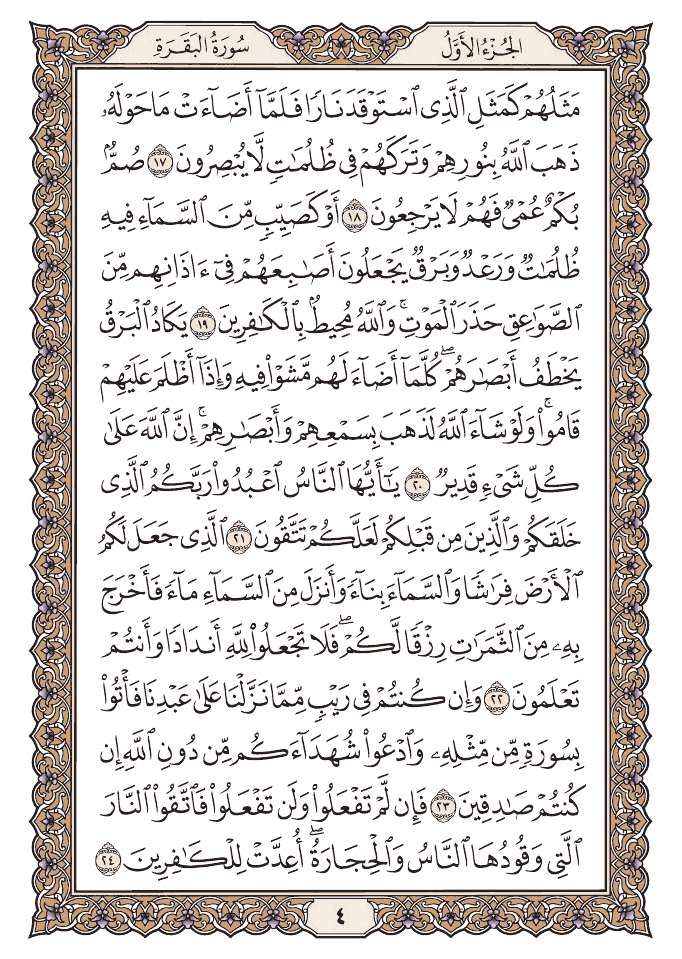 الجُزْءُ الأَوَّلُ
سُورَةُ البَقَرَةِ
مَثَلُهُمْ كَمَثَلِ ٱلَّذِى ٱسْتَوْقَدَ نَارًا فَلَمَّآ أَضَآءَتْ مَا حَوْلَهُۥ
ذَهَبَ ٱللَّهُ بِنُورِهِمْ وَتَرَكَهُمْ فِى ظُلُمَٰتٍ لَّا يُبْصِرُونَ ١٧ صُمٌّۢ
بُكْمٌ عُمْىٌ فَهُمْ لَا يَرْجِعُونَ ١٨ أَوْ كَصَيِّبٍ مِّنَ ٱلسَّمَآءِ فِيهِ
ظُلُمَٰتٌ وَرَعْدٌ وَبَرْقٌ يَجْعَلُونَ أَصَٰبِعَهُمْ فِىٓ ءَاذَانِهِم مِّنَ
ٱلصَّوَٰعِقِ حَذَرَ ٱلْمَوْتِ ۚ وَٱللَّهُ مُحِيطٌۢ بِٱلْكَٰفِرِينَ ١٩ يَكَادُ ٱلْبَرْقُ
يَخْطَفُ أَبْصَٰرَهُمْ ۖ كُلَّمَآ أَضَآءَ لَهُم مَّشَوْا۟ فِيهِ وَإِذَآ أَظْلَمَ عَلَيْهِمْ
قَامُوا۟ ۚ وَلَوْ شَآءَ ٱللَّهُ لَذَهَبَ بِسَمْعِهِمْ وَأَبْصَٰرِهِمْ ۚ إِنَّ ٱللَّهَ عَلَىٰ
كُلِّ شَىْءٍ قَدِيرٌ ٢٠ يَٰٓأَيُّهَا ٱلنَّاسُ ٱعْبُدُوا۟ رَبَّكُمُ ٱلَّذِى
خَلَقَكُمْ وَٱلَّذِينَ مِن قَبْلِكُمْ لَعَلَّكُمْ تَتَّقُونَ ٢١ ٱلَّذِى جَعَلَ لَكُمُ
ٱلْأَرْضَ فِرَٰشًا وَٱلسَّمَآءَ بِنَآءً وَأَنزَلَ مِنَ ٱلسَّمَآءِ مَآءً فَأَخْرَجَ
بِهِۦ مِنَ ٱلثَّمَرَٰتِ رِزْقًا لَّكُمْ ۖ فَلَا تَجْعَلُوا۟ لِلَّهِ أَندَادًا وَأَنتُمْ
تَعْلَمُونَ ٢٢ وَإِن كُنتُمْ فِى رَيْبٍ مِّمَّا نَزَّلْنَا عَلَىٰ عَبْدِنَا فَأْتُوا۟
بِسُورَةٍ مِّن مِّثْلِهِۦ وَٱدْعُوا۟ شُهَدَآءَكُم مِّن دُونِ ٱللَّهِ إِن
كُنتُمْ صَٰدِقِينَ ٢٣ فَإِن لَّمْ تَفْعَلُوا۟ وَلَن تَفْعَلُوا۟ فَٱتَّقُوا۟ ٱلنَّارَ
ٱلَّتِى وَقُودُهَا ٱلنَّاسُ وَٱلْحِجَارَةُ ۖ أُعِدَّتْ لِلْكَٰفِرِينَ ٢٤
٤